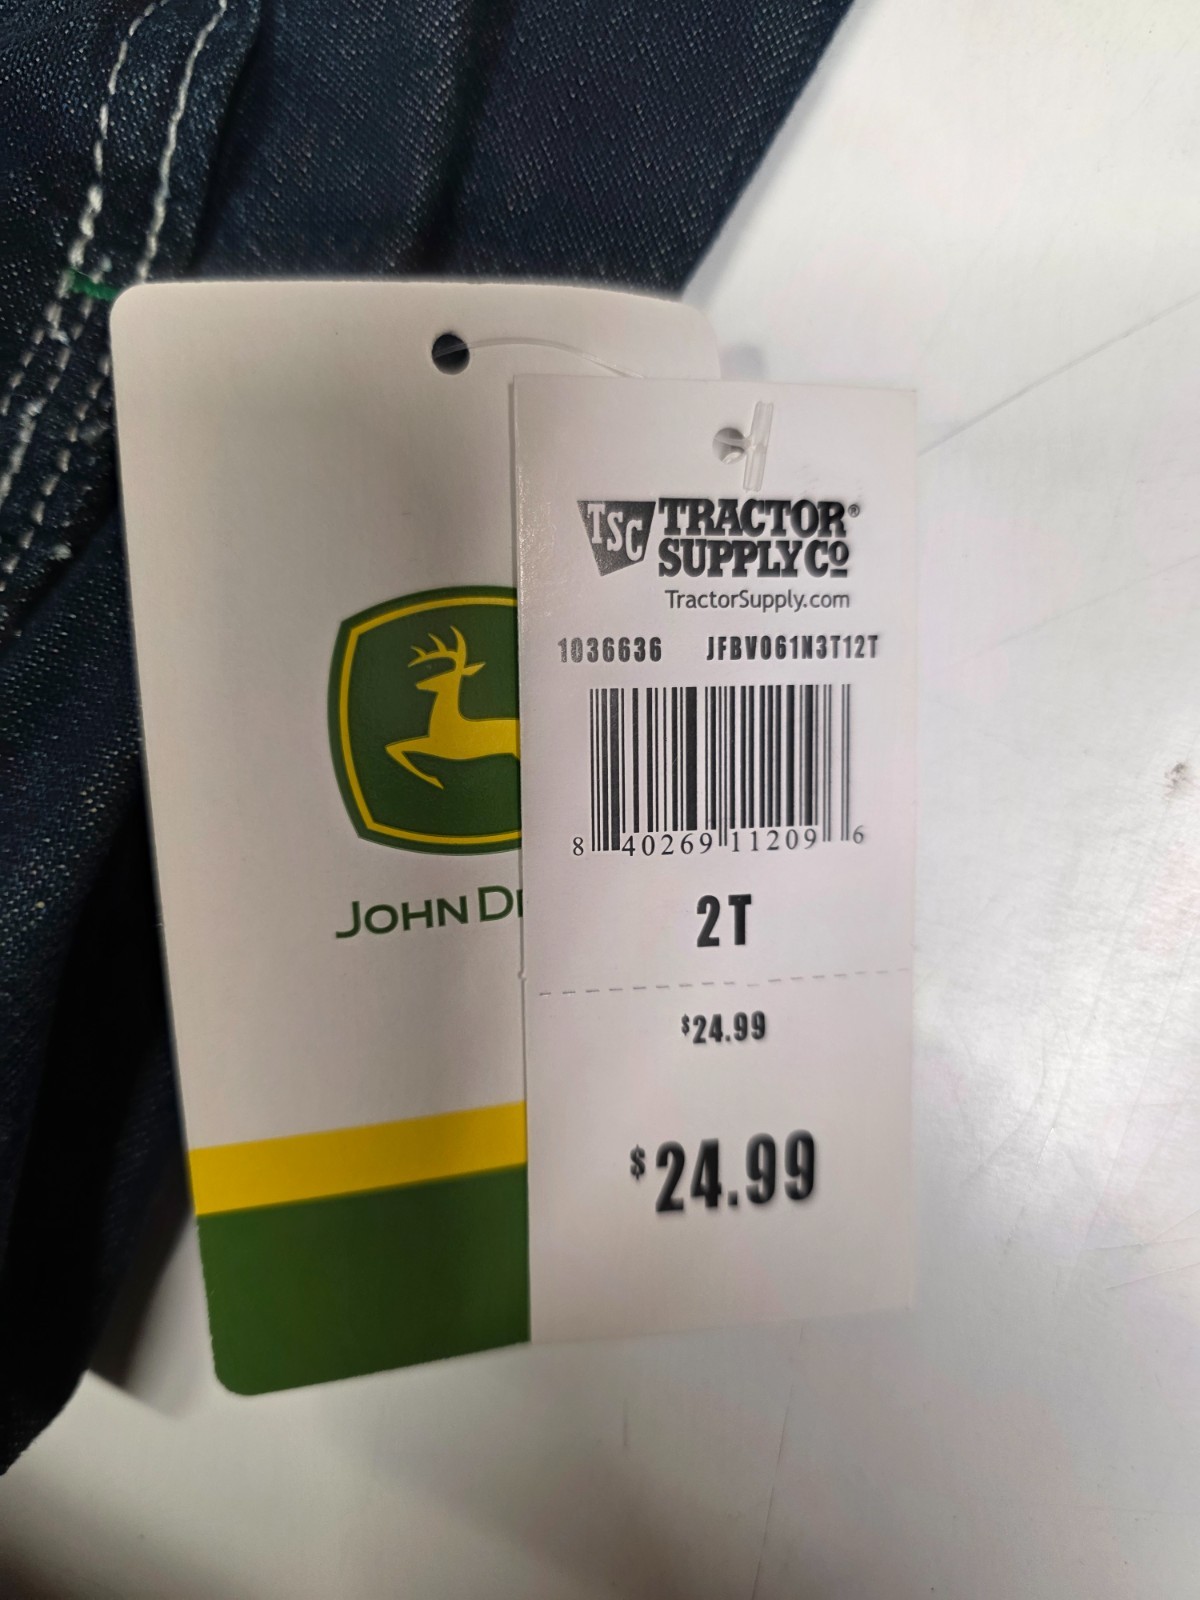 TSC TRACTOR®
SUPPLY CO
TractorSupply.com
1036636 JFBV061N3T12T
8 40269 11209 6
2T
$24.99
$24.99
JOHN D